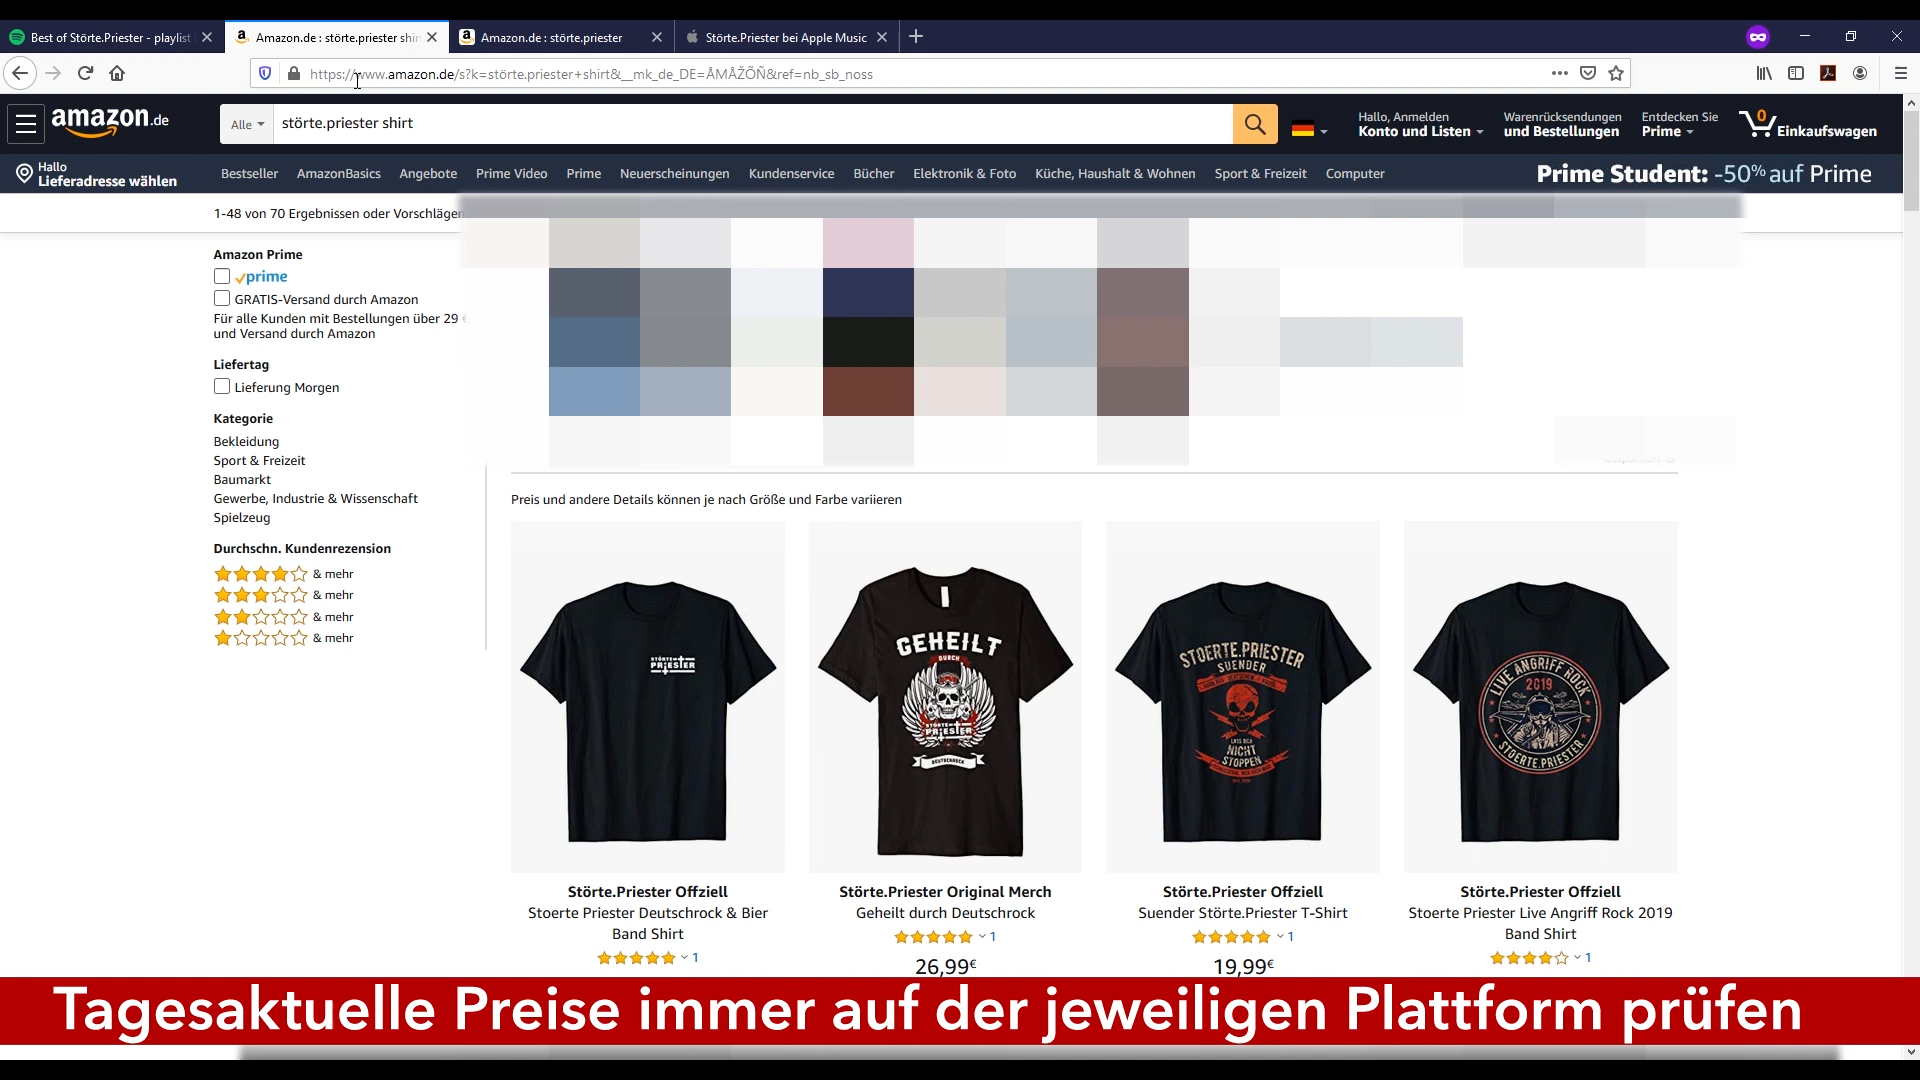 Best of Störte.Priester - playlist
Amazon.de : störte.priester shirt
Amazon.de : störte.priester
Störte.Priester bei Apple Music
https://www.amazon.de/s?k=störte.priester+shirt&__mk_de_DE=ÅMÅŽÕÑ&ref=nb_sb_noss
amazon.de
Alle
störte.priester shirt
Hallo, Anmelden
Konto und Listen
Warenrücksendungen
und Bestellungen
Entdecken Sie
Prime
0
Einkaufswagen
Hallo
Lieferadresse wählen
Bestseller AmazonBasics Angebote Prime Video Prime Neuerscheinungen Kundenservice Bücher Elektronik & Foto Küche, Haushalt & Wohnen Sport & Freizeit Computer
Prime Student: -50% auf Prime
1-48 von 70 Ergebnissen oder Vorschlägen
Amazon Prime
prime
GRATIS-Versand durch Amazon
Für alle Kunden mit Bestellungen über 29 €
und Versand durch Amazon
Liefertag
Lieferung Morgen
Kategorie
Bekleidung
Sport & Freizeit
Baumarkt
Gewerbe, Industrie & Wissenschaft
Spielzeug
Durchschn. Kundenrezension
& mehr
& mehr
& mehr
& mehr
Preis und andere Details können je nach Größe und Farbe variieren
STÖRTE
PRIESTER
GEHEILT
DURCH
STÖRTE
PRIESTER
DEUTSCHROCK
STOERTE.PRIESTER
SUENDER
LASS DICH
NICHT
STOPPEN
LIVE ANGRIFF ROCK
2019
STOERTE.PRIESTER
Störte.Priester Offziell
Stoerte Priester Deutschrock & Bier
Band Shirt
1
Störte.Priester Original Merch
Geheilt durch Deutschrock
1
26,99€
Störte.Priester Offziell
Suender Störte.Priester T-Shirt
1
19,99€
Störte.Priester Offziell
Stoerte Priester Live Angriff Rock 2019
Band Shirt
1
Tagesaktuelle Preise immer auf der jeweiligen Plattform prüfen